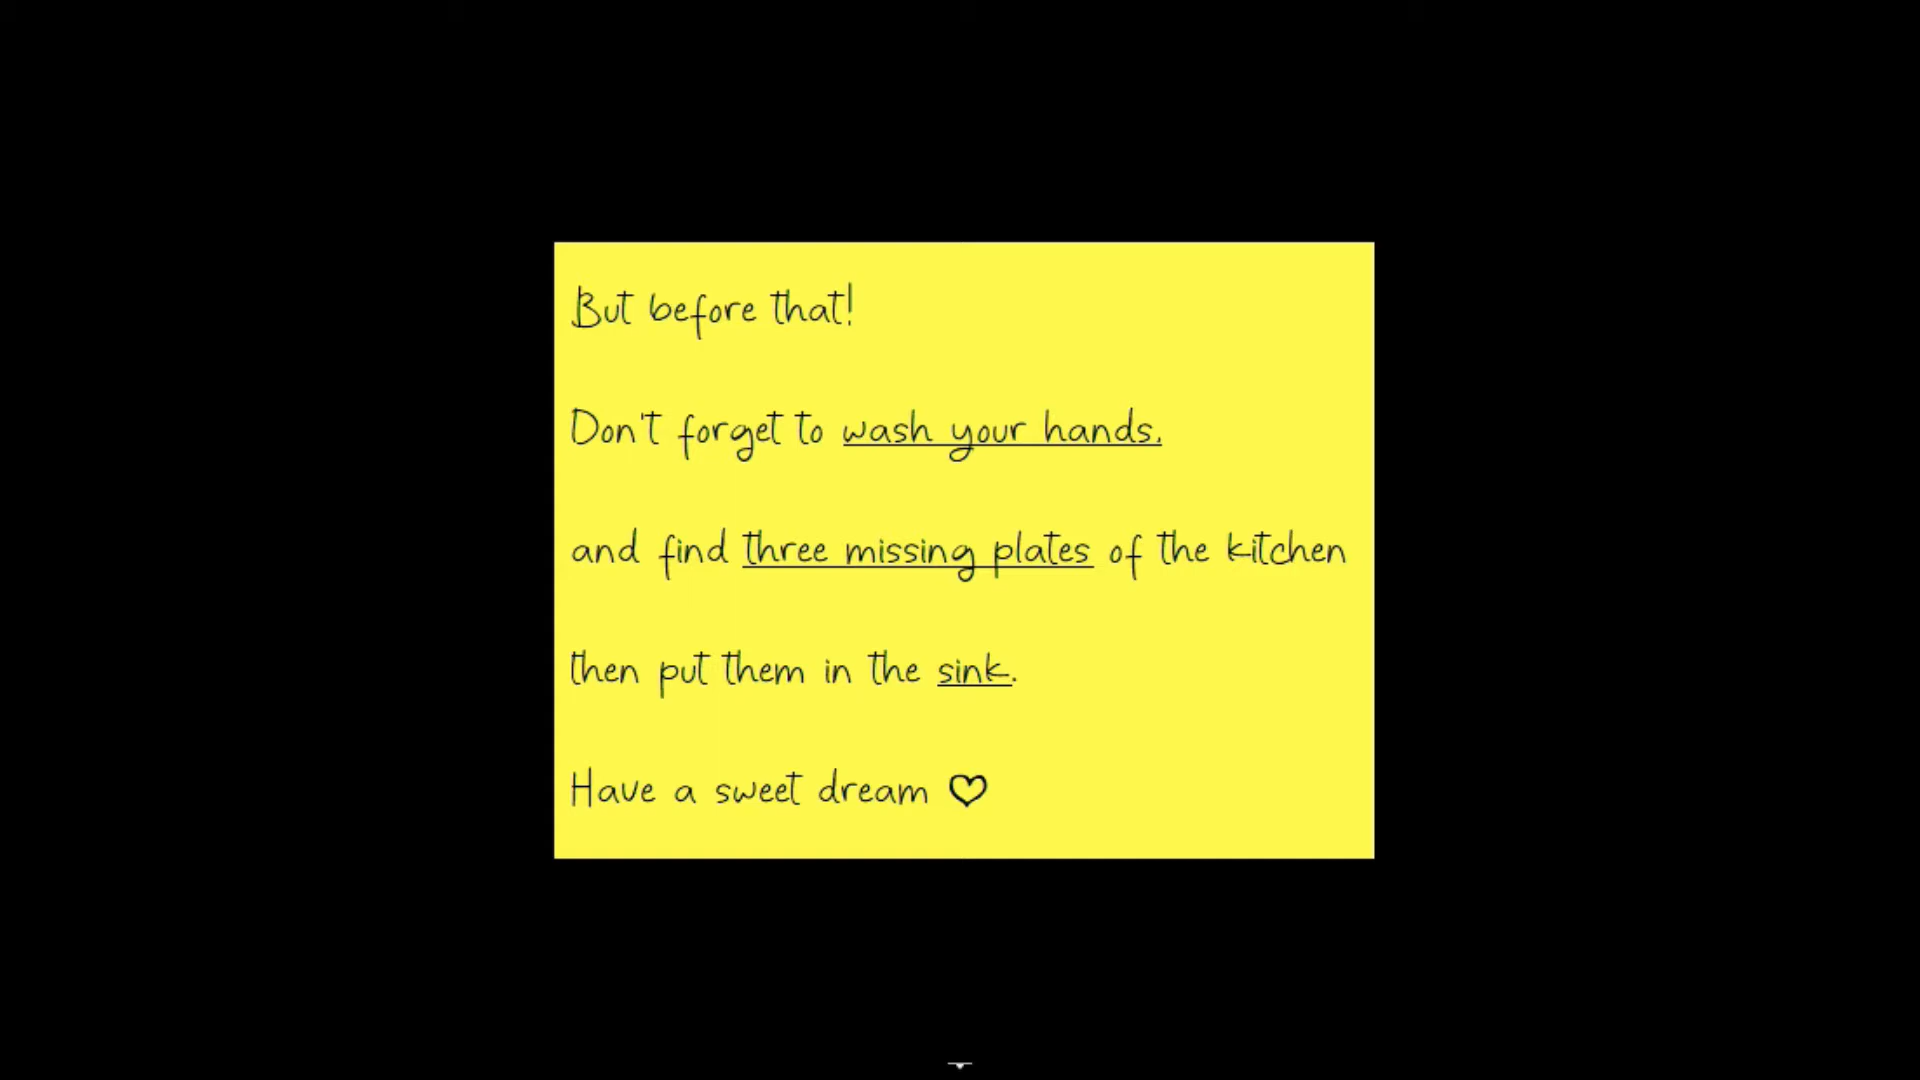 But before that!
Don't forget to wash your hands.
and find three missing plates of the kitchen
then put them in the sink.
Have a sweet dream ♡